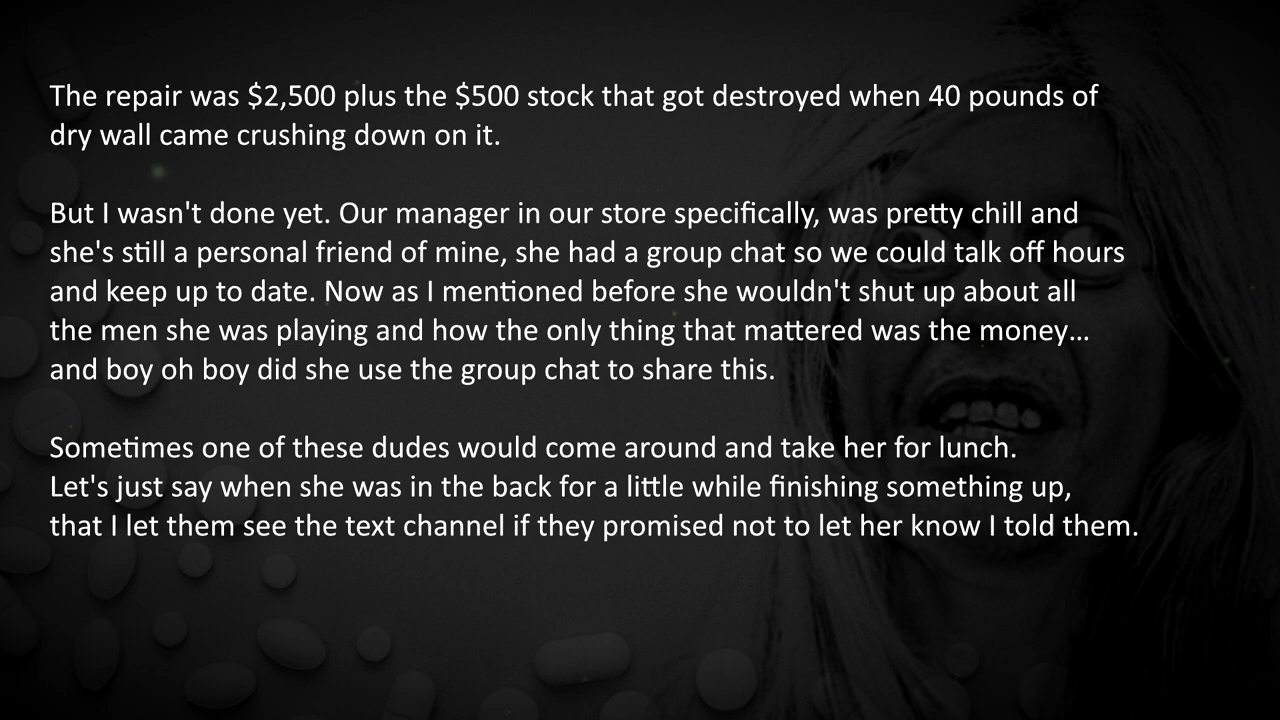 The repair was $2,500 plus the $500 stock that got destroyed when 40 pounds of
dry wall came crushing down on it.
But I wasn't done yet. Our manager in our store specifically, was pretty chill and
she's still a personal friend of mine, she had a group chat so we could talk off hours
and keep up to date. Now as I mentioned before she wouldn't shut up about all
the men she was playing and how the only thing that mattered was the money...
and boy oh boy did she use the group chat to share this.
Sometimes one of these dudes would come around and take her for lunch.
Let's just say when she was in the back for a little while finishing something up,
that I let them see the text channel if they promised not to let her know I told them.